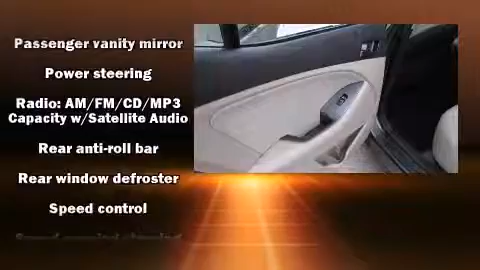 Passenger vanity mirror
Power steering
Radio: AM/FM/CD/MP3
Capacity w/Satellite Audio
Rear anti-roll bar
Rear window defroster
Speed control